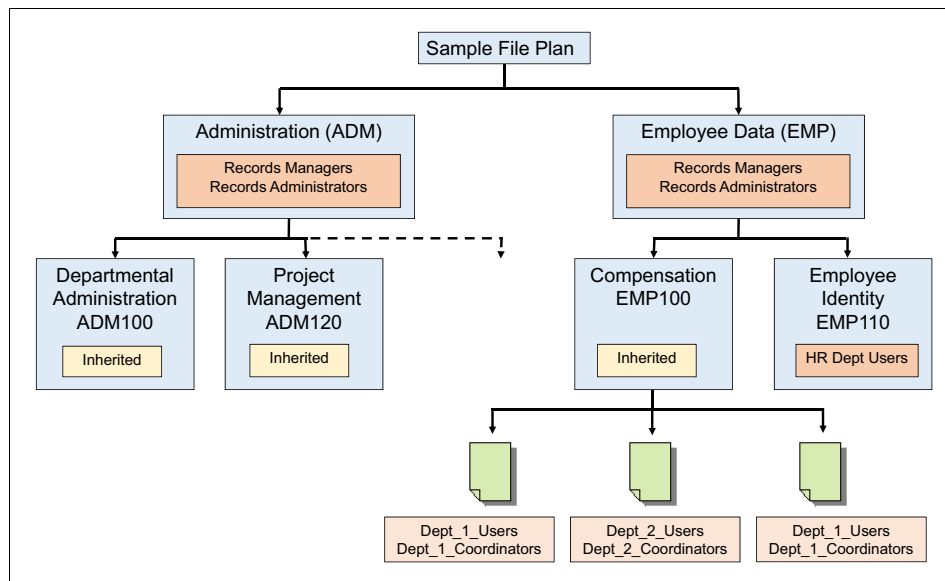 Sample File Plan
Administration (ADM)
Records Managers
Records Administrators
Employee Data (EMP)
Records Managers
Records Administrators
Departmental
Administration
ADM100
Inherited
Project
Management
ADM120
Inherited
Compensation
EMP100
Inherited
Employee
Identity
EMP110
HR Dept Users
Dept_1_Users
Dept_1_Coordinators
Dept_2_Users
Dept_2_Coordinators
Dept_1_Users
Dept_1_Coordinators